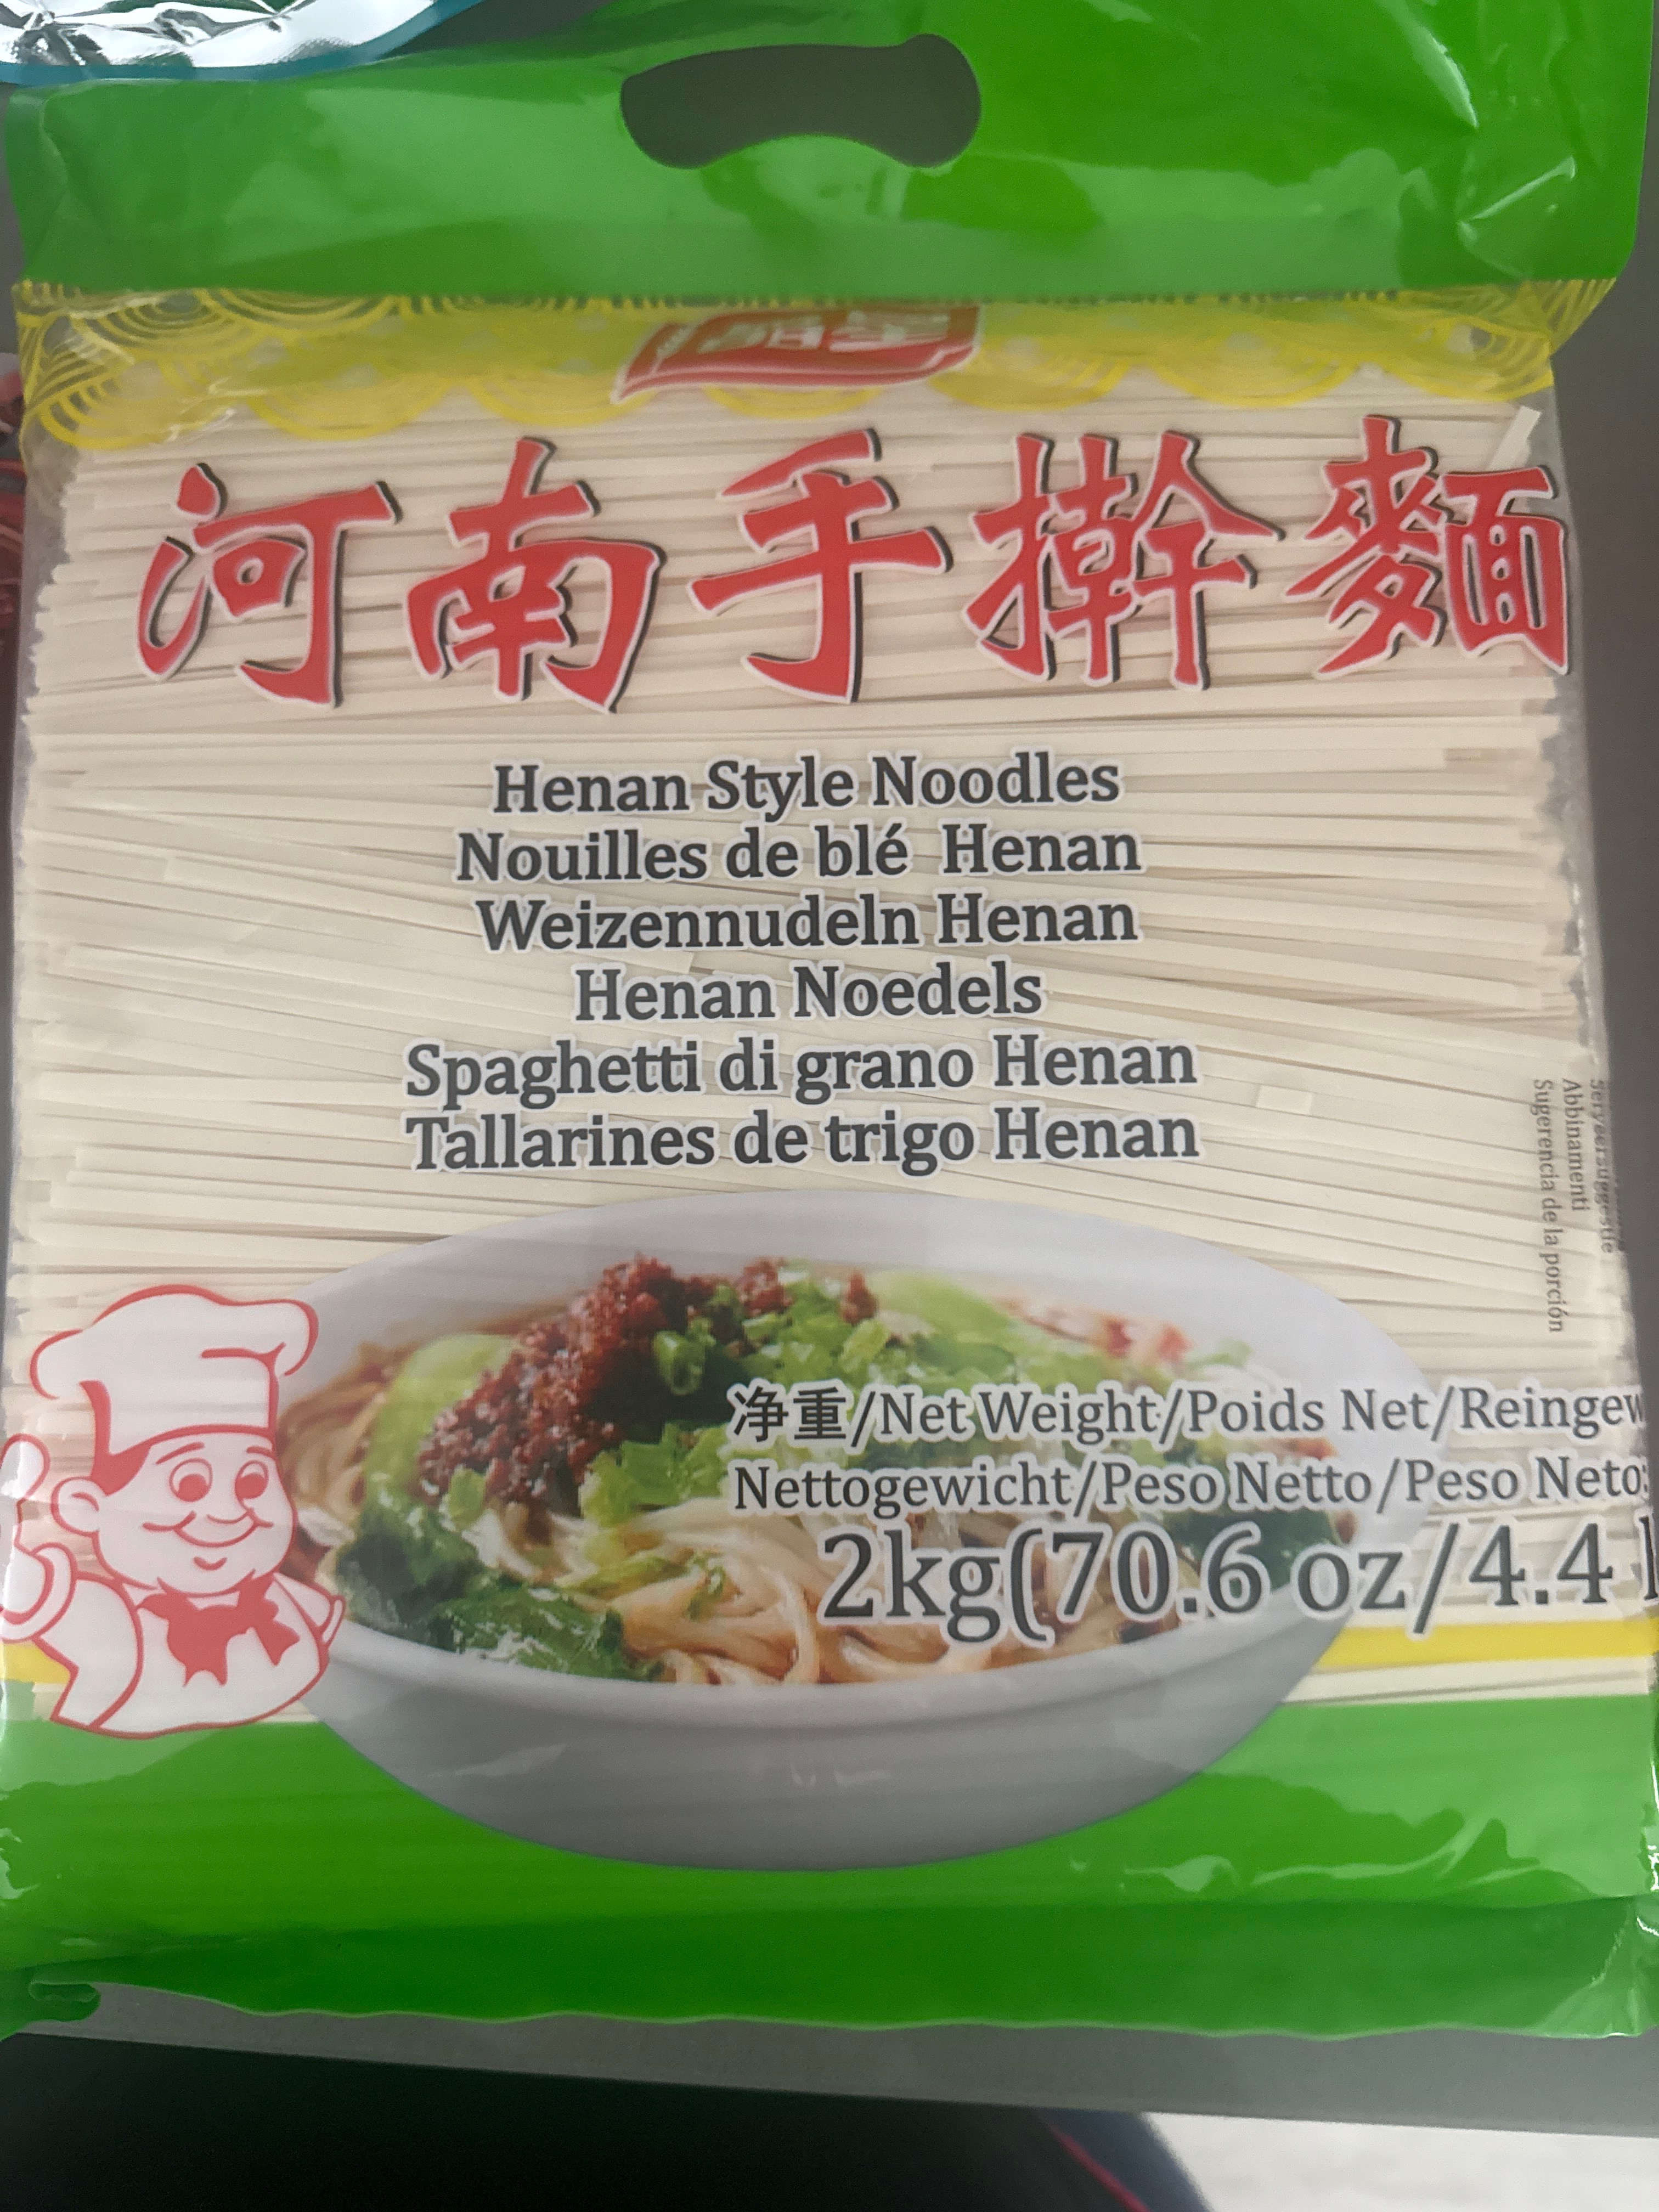 河南手擀麵
Henan Style Noodles
Nouilles de blé Henan
Weizennudeln Henan
Henan Noedels
Spaghetti di grano Henan
Tallarines de trigo Henan
Abbinamenti
Sugerencia de la porción
净重/Net Weight/Poids Net/Reingew
Nettogewicht/Peso Netto/Peso Neto:
2kg(70.6 oz/4.4 l